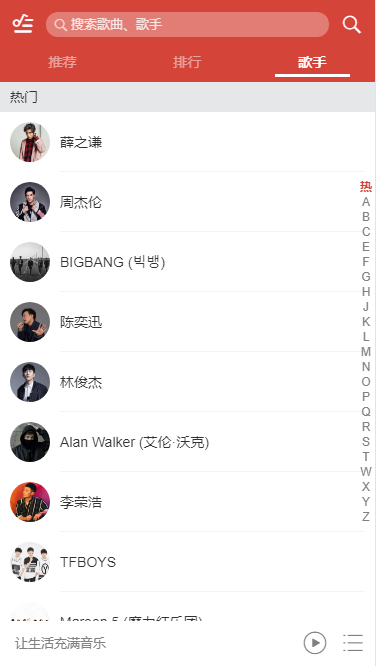 搜索歌曲、歌手
推荐
排行
歌手
热门
薛之谦
周杰伦
BIGBANG (빅뱅)
陈奕迅
林俊杰
Alan Walker (艾伦·沃克)
李荣浩
TFBOYS
Maroon 5 (魔力红乐团)
热
A
B
C
E
F
G
H
J
K
L
M
N
O
P
Q
R
S
T
W
X
Y
Z
让生活充满音乐